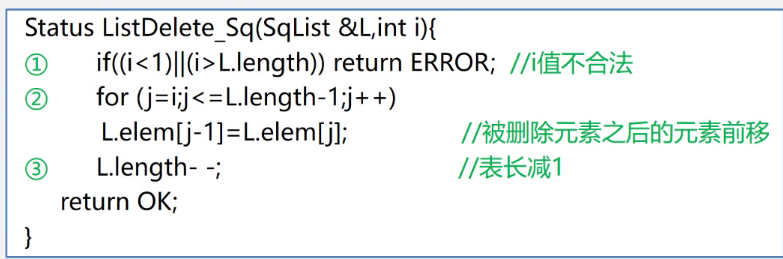 Status ListDelete_Sq(SqList &L,int i){
① if((i<1)||(i>L.length)) return ERROR; //i值不合法
② for (j=i;j<=L.length-1;j++)
L.elem[j-1]=L.elem[j]; //被删除元素之后的元素前移
③ L.length- -; //表长减1
return OK;
}